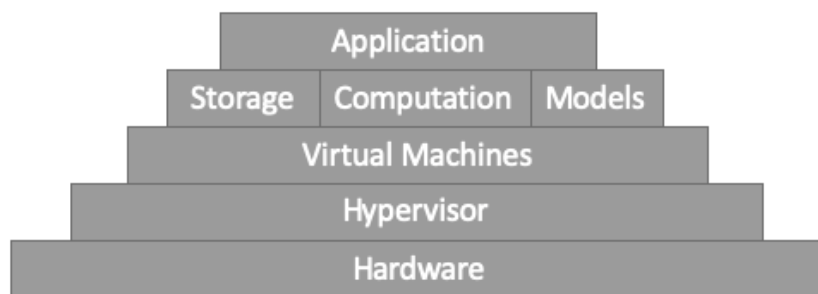 Application
Storage Computation Models
Virtual Machines
Hypervisor
Hardware